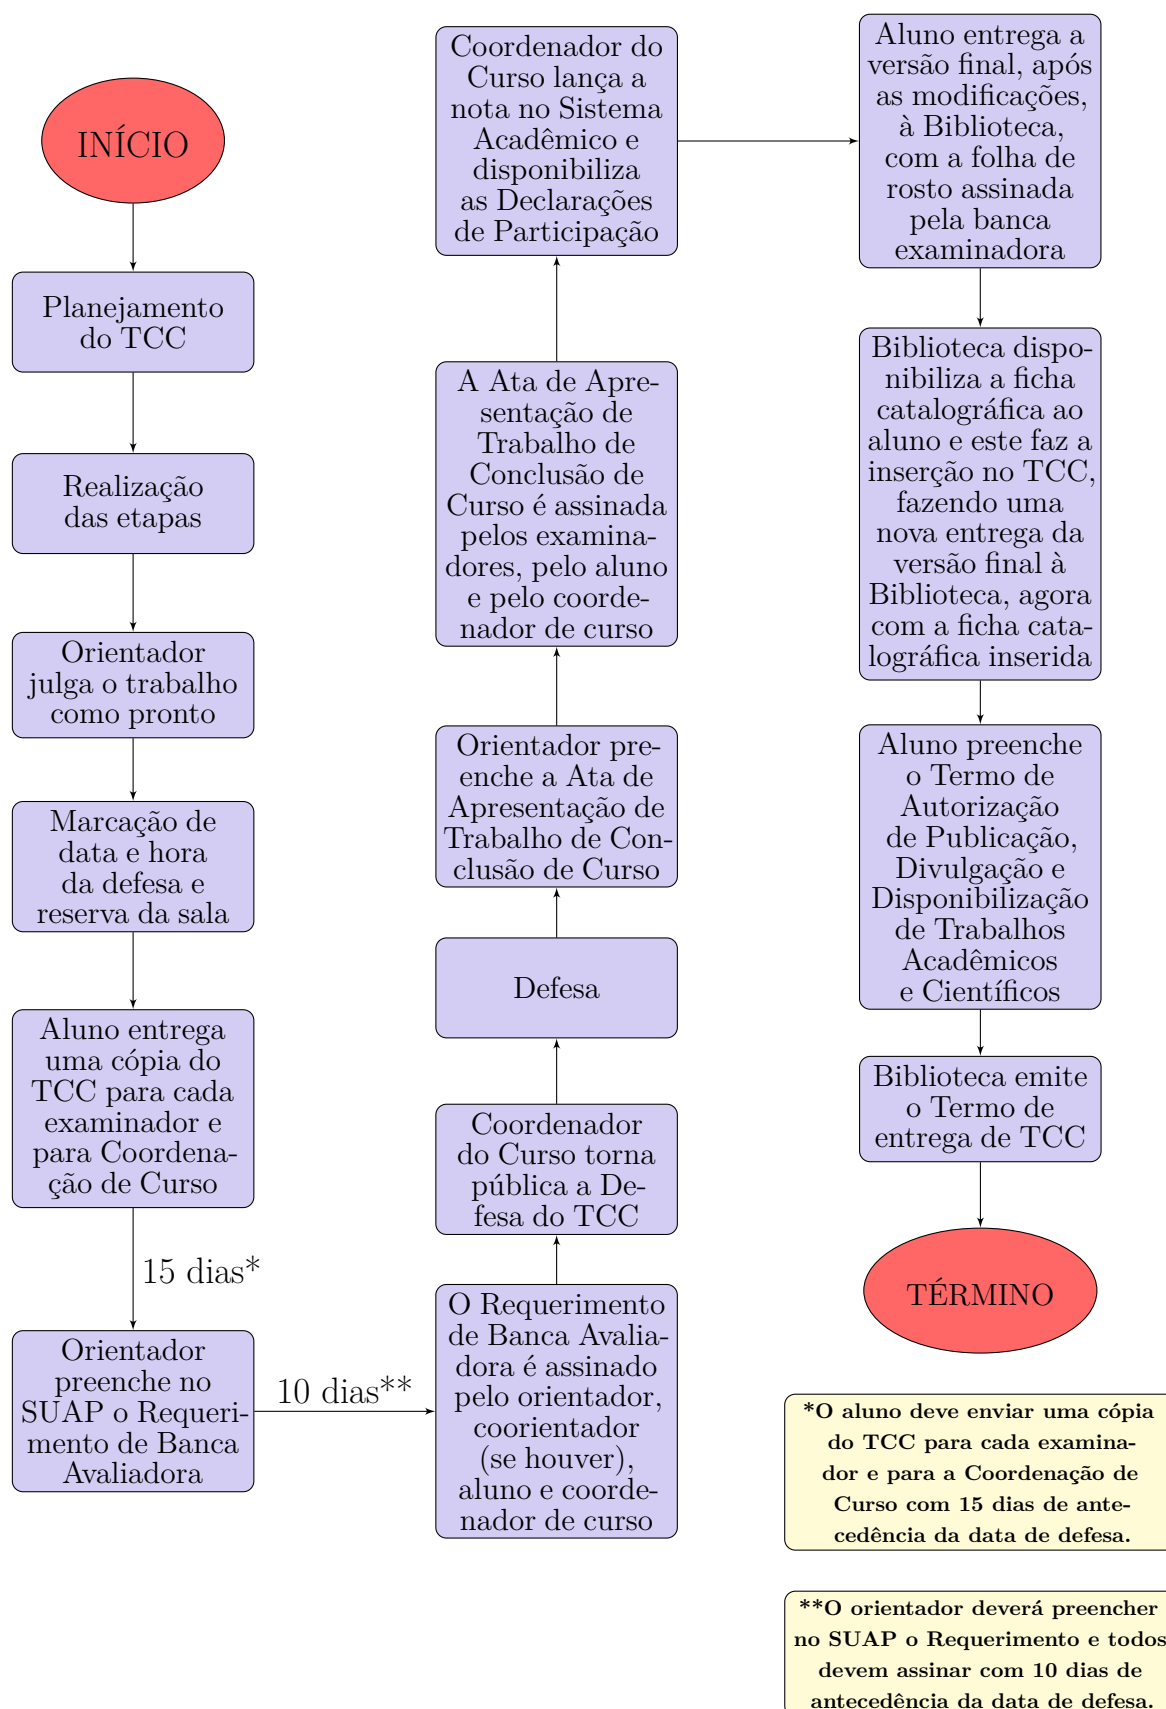 INÍCIO
Planejamento
do TCC
Realização
das etapas
Orientador
julga o trabalho
como pronto
Marcação de
data e hora
da defesa e
reserva da sala
Aluno entrega
uma cópia do
TCC para cada
examinador e
para Coordena-
ção de Curso
15 dias*
Orientador
preenche no
SUAP o Requeri-
mento de Banca
Avaliadora
10 dias**
O Requerimento
de Banca Avalia-
dora é assinado
pelo orientador,
coorientador
(se houver),
aluno e coorde-
nador de curso
Coordenador
do Curso torna
pública a De-
fesa do TCC
Defesa
Orientador pre-
enche a Ata de
Apresentação de
Trabalho de Con-
clusão de Curso
A Ata de Apre-
sentação de
Trabalho de
Conclusão de
Curso é assinada
pelos examina-
dores, pelo aluno
e pelo coorde-
nador de curso
Coordenador do
Curso lança a
nota no Sistema
Acadêmico e
disponibiliza
as Declarações
de Participação
Aluno entrega a
versão final, após
as modificações,
à Biblioteca,
com a folha de
rosto assinada
pela banca
examinadora
Biblioteca dispo-
nibiliza a ficha
catalográfica ao
aluno e este faz a
inserção no TCC,
fazendo uma
nova entrega da
versão final à
Biblioteca, agora
com a ficha cata-
lográfica inserida
Aluno preenche
o Termo de
Autorização
de Publicação,
Divulgação e
Disponibilização
de Trabalhos
Acadêmicos
e Científicos
Biblioteca emite
o Termo de
entrega de TCC
TÉRMINO
*O aluno deve enviar uma cópia
do TCC para cada examina-
dor e para a Coordenação de
Curso com 15 dias de ante-
cedência da data de defesa.
**O orientador deverá preencher
no SUAP o Requerimento e todos
devem assinar com 10 dias de
antecedência da data de defesa.